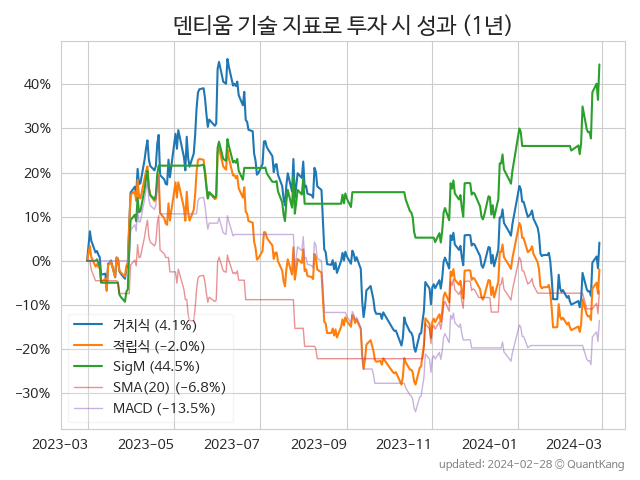 덴티움 기술 지표로 투자 시 성과 (1년)
40%
30%
20%
10%
0%
−10%
−20%
−30%
거치식 (4.1%)
적립식 (−2.0%)
SigM (44.5%)
SMA(20) (−6.8%)
MACD (−13.5%)
2023−03 2023−05 2023−07 2023−09 2023−11 2024−01 2024−03
updated: 2024−02−28 © QuantKang